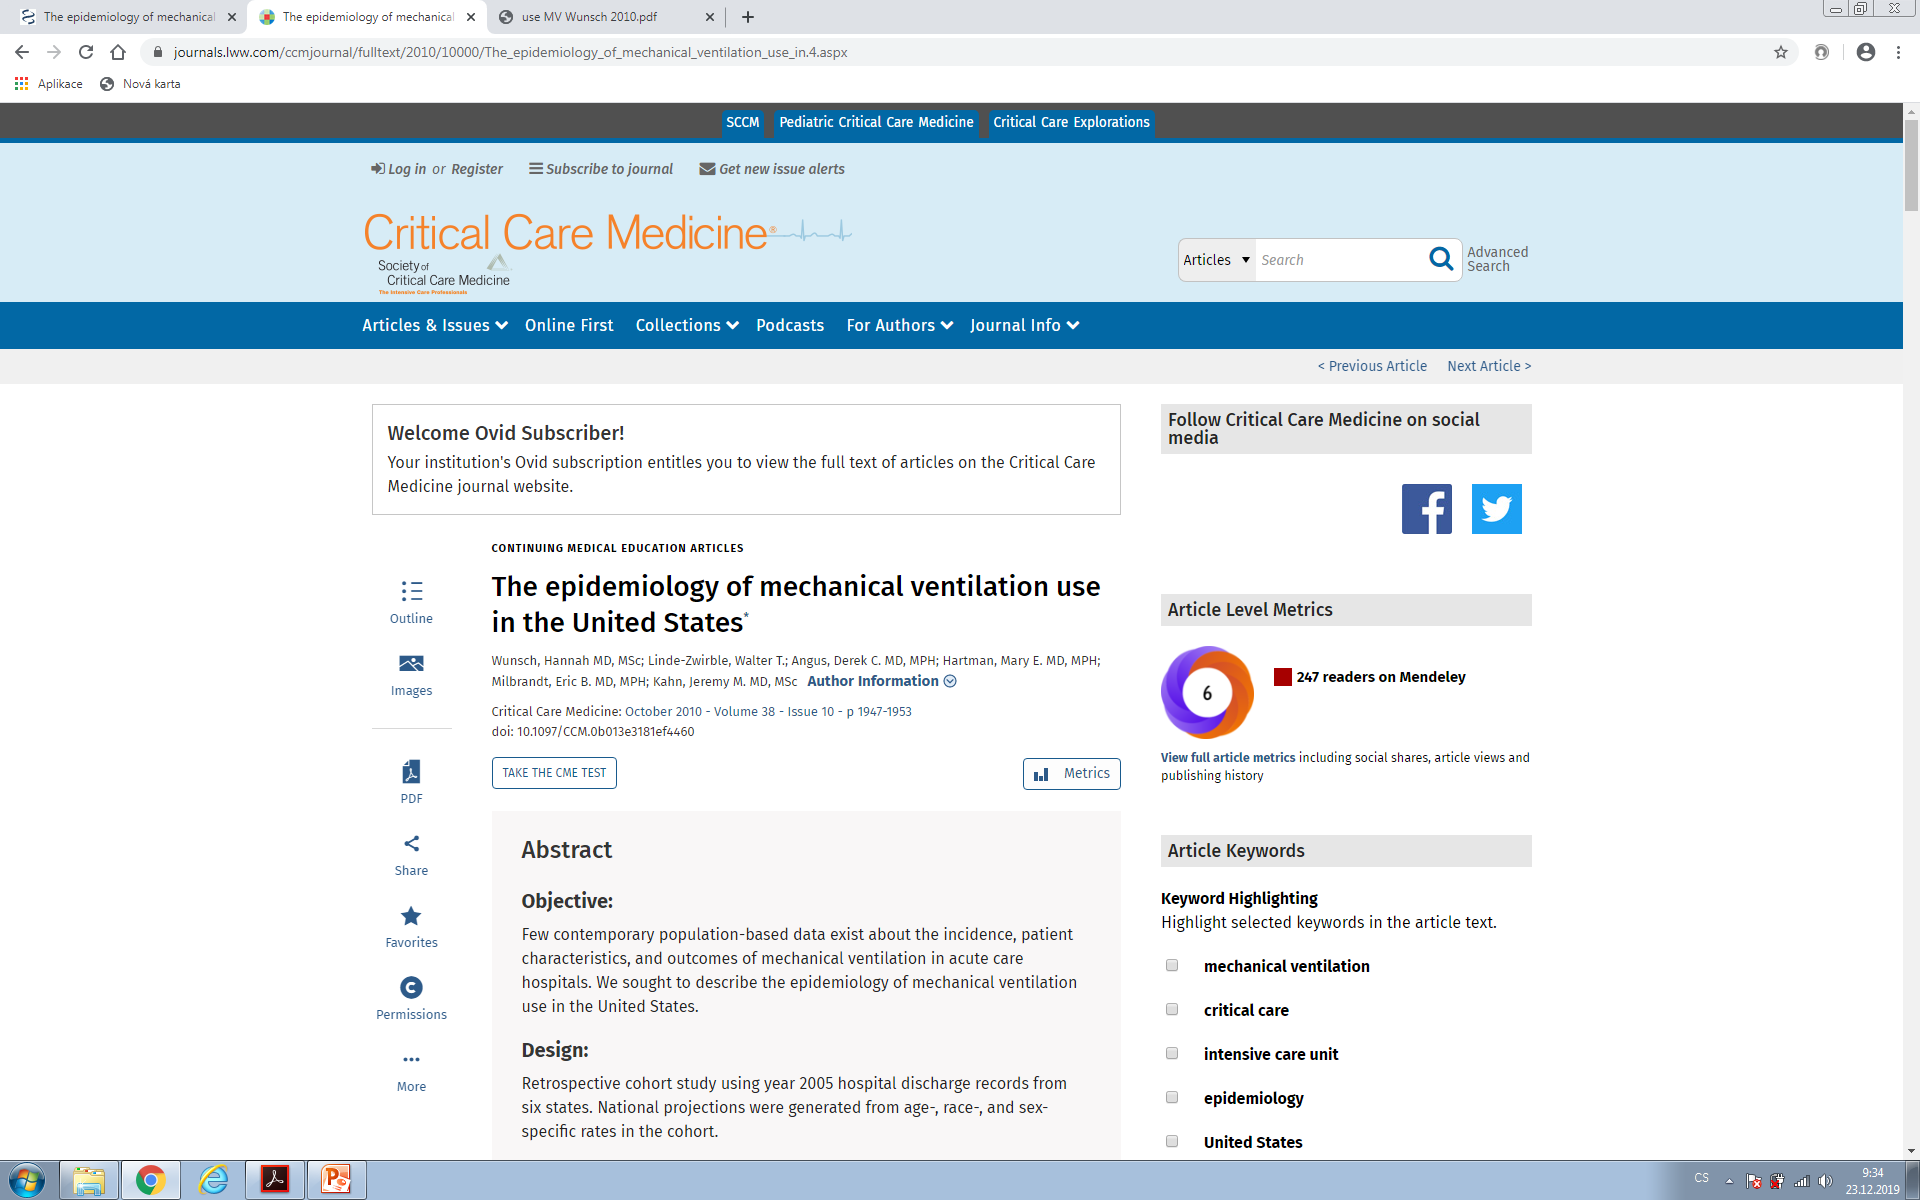 The epidemiology of mechanical
The epidemiology of mechanical
use MV Wunsch 2010.pdf
journals.lww.com/ccmjournal/fulltext/2010/10000/The_epidemiology_of_mechanical_ventilation_use_in.4.aspx
Aplikace
Nová karta
SCCM
Pediatric Critical Care Medicine
Critical Care Explorations
Log in or Register
Subscribe to journal
Get new issue alerts
Critical Care Medicine®
Society of
Critical Care Medicine
The Intensive Care Professionals
Articles
Search
Advanced
Search
Articles & Issues
Online First
Collections
Podcasts
For Authors
Journal Info
< Previous Article
Next Article >
Welcome Ovid Subscriber!
Your institution's Ovid subscription entitles you to view the full text of articles on the Critical Care
Medicine journal website.
Outline
Images
PDF
Share
Favorites
Permissions
More
CONTINUING MEDICAL EDUCATION ARTICLES
The epidemiology of mechanical ventilation use
in the United States*
Wunsch, Hannah MD, MSc; Linde-Zwirble, Walter T.; Angus, Derek C. MD, MPH; Hartman, Mary E. MD, MPH;
Milbrandt, Eric B. MD, MPH; Kahn, Jeremy M. MD, MSc Author Information
Critical Care Medicine: October 2010 - Volume 38 - Issue 10 - p 1947-1953
doi: 10.1097/CCM.0b013e3181ef4460
TAKE THE CME TEST
Metrics
Abstract
Objective:
Few contemporary population-based data exist about the incidence, patient
characteristics, and outcomes of mechanical ventilation in acute care
hospitals. We sought to describe the epidemiology of mechanical ventilation
use in the United States.
Design:
Retrospective cohort study using year 2005 hospital discharge records from
six states. National projections were generated from age-, race-, and sex-
specific rates in the cohort.
Follow Critical Care Medicine on social
media
Article Level Metrics
6
247 readers on Mendeley
View full article metrics including social shares, article views and
publishing history
Article Keywords
Keyword Highlighting
Highlight selected keywords in the article text.
mechanical ventilation
critical care
intensive care unit
epidemiology
United States
CS
9:34
23.12.2019